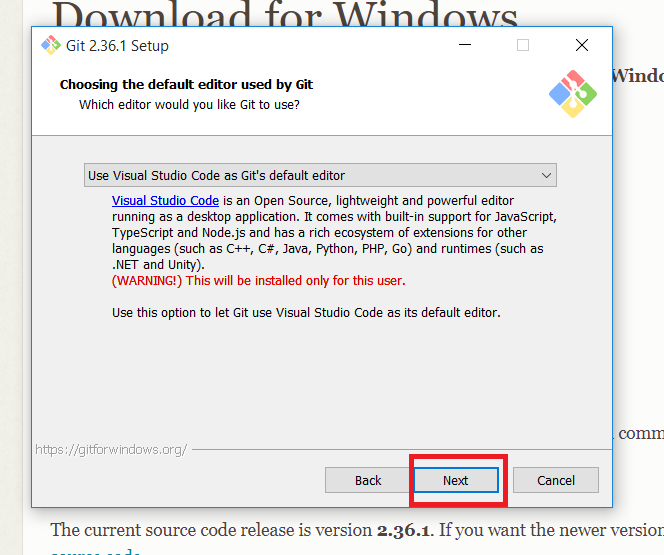 Download for Windows
Git 2.36.1 Setup
Windo
Choosing the default editor used by Git
Which editor would you like Git to use?
Use Visual Studio Code as Git's default editor
Visual Studio Code is an Open Source, lightweight and powerful editor
running as a desktop application. It comes with built-in support for JavaScript,
TypeScript and Node.js and has a rich ecosystem of extensions for other
languages (such as C++, C#, Java, Python, PHP, Go) and runtimes (such as
.NET and Unity).
(WARNING!) This will be installed only for this user.
Use this option to let Git use Visual Studio Code as its default editor.
comm
https://gitforwindows.org/
Back Next Cancel
The current source code release is version 2.36.1. If you want the newer version
source code